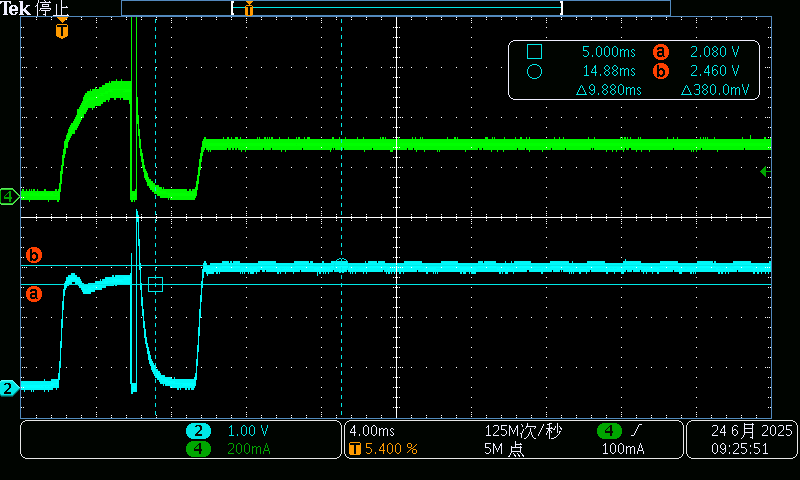 Tek 停止
T
T
5.000ms a 2.080 V
14.88ms b 2.460 V
△9.880ms △380.0mV
4
b
a
2
2 1.00 V 4.00ms 125M次/秒 4 24 6月 2025
4 200mA T 5.400 % 5M 点 100mA 09:25:51